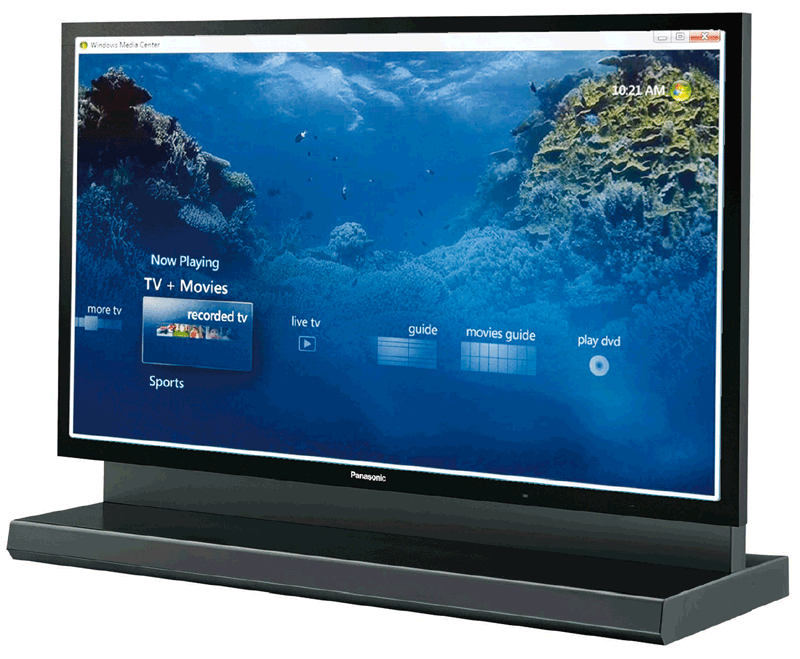 Windows Media Center
10:21 AM
Now Playing
TV + Movies
more tv
recorded tv
live tv
guide
movies guide
play dvd
Sports
Panasonic